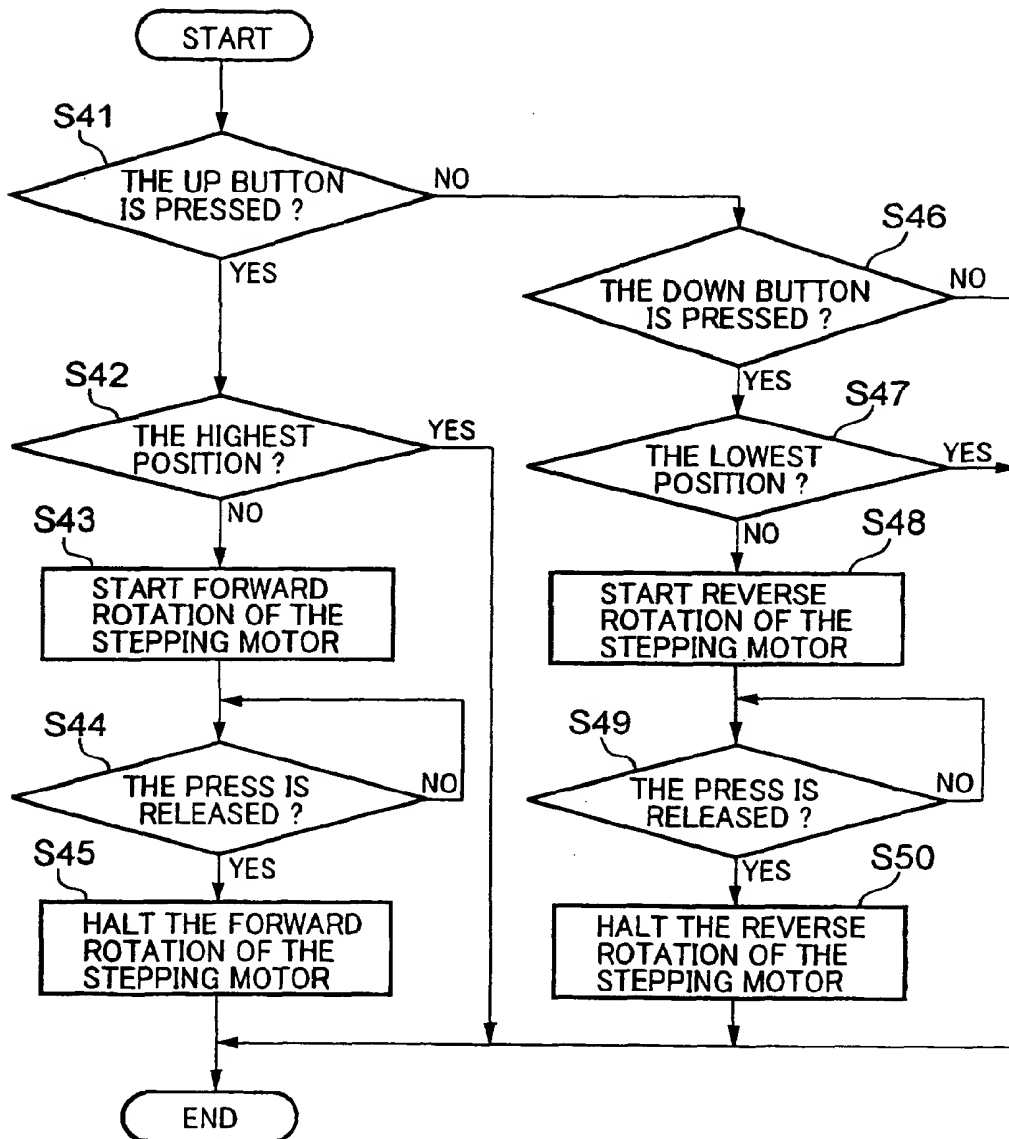 START
S41
THE UP BUTTON
IS PRESSED ?
NO
YES
S46
THE DOWN BUTTON
IS PRESSED ?
NO
YES
S42
THE HIGHEST
POSITION ?
YES
NO
S47
THE LOWEST
POSITION ?
YES
NO
S43
START FORWARD
ROTATION OF THE
STEPPING MOTOR
S48
START REVERSE
ROTATION OF THE
STEPPING MOTOR
S44
THE PRESS IS
RELEASED ?
NO
YES
S49
THE PRESS IS
RELEASED ?
NO
YES
S45
HALT THE FORWARD
ROTATION OF THE
STEPPING MOTOR
S50
HALT THE REVERSE
ROTATION OF THE
STEPPING MOTOR
END